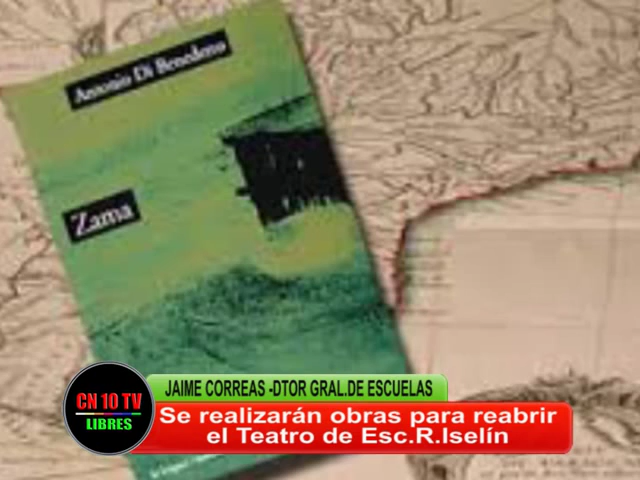 Antonio Di Benedetto
Zama
JAIME CORREAS -DTOR GRAL.DE ESCUELAS
CN 10 TV
LIBRES
Se realizarán obras para reabrir
el Teatro de Esc.R.Iselín